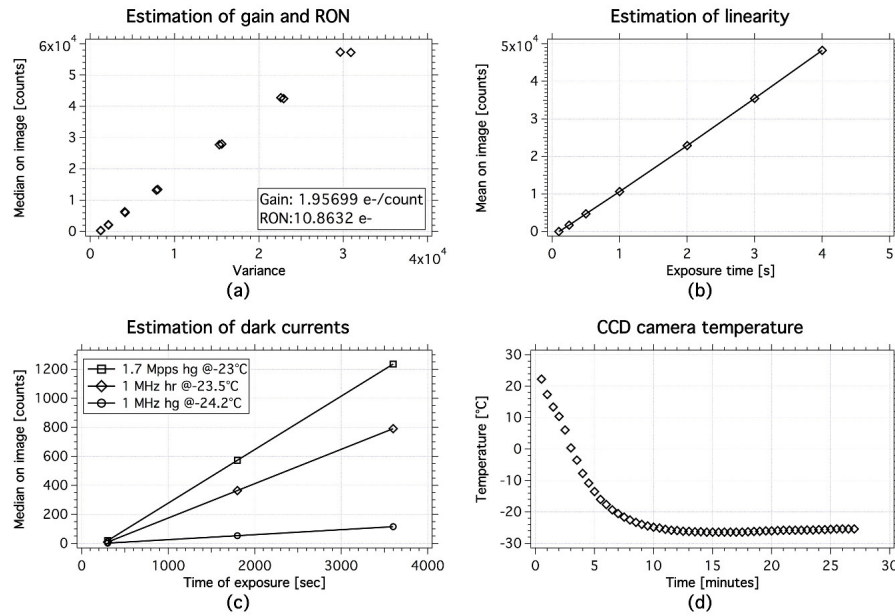 Estimation of gain and RON
6x10⁴
5
4
3
2
1
0
Median on image [counts]
Gain: 1.95699 e-/count
RON:10.8632 e-
0
1
2
3
4x10⁴
Variance
(a)
Estimation of linearity
5x10⁴
4
3
2
1
0
Mean on image [counts]
0
1
2
3
4
5
Exposure time [s]
(b)
Estimation of dark currents
1200
1000
800
600
400
200
0
Median on image [counts]
1.7 Mpps hg @-23°C
1 MHz hr @-23.5°C
1 MHz hg @-24.2°C
0
1000
2000
3000
4000
Time of exposure [sec]
(c)
CCD camera temperature
30
20
10
0
-10
-20
-30
Temperature [°C]
0
5
10
15
20
25
30
Time [minutes]
(d)